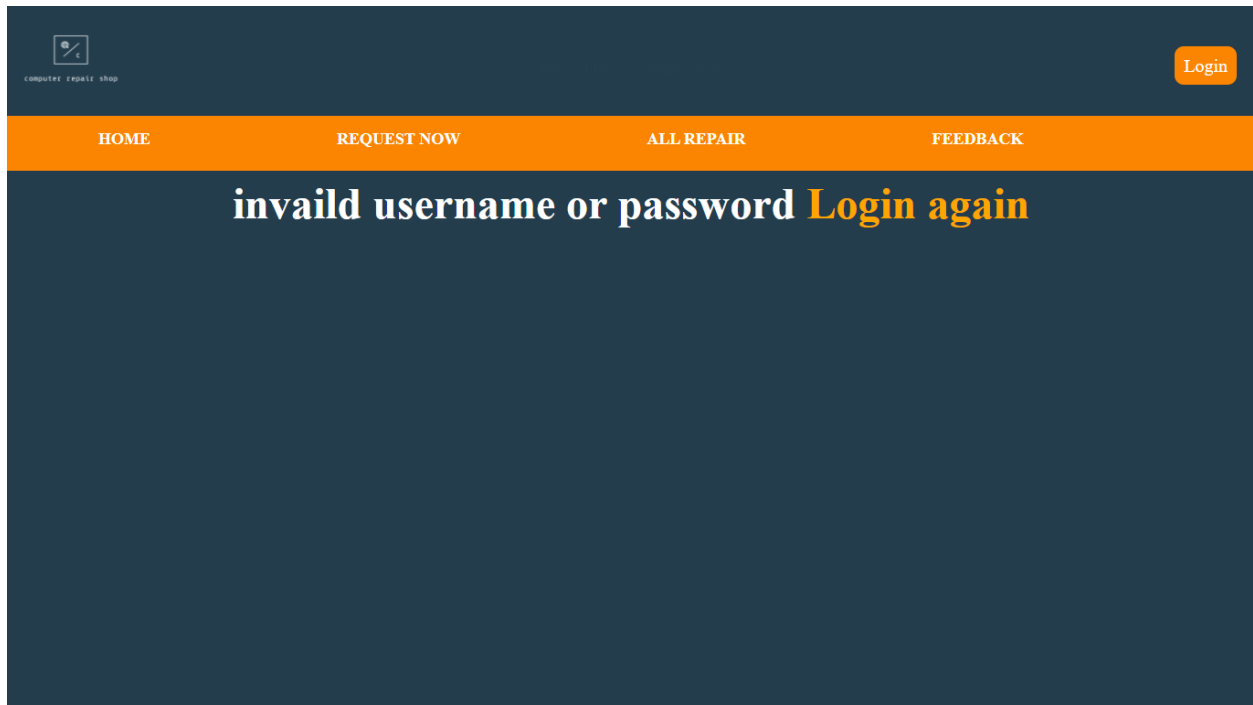 computer repair shop
Login
HOME REQUEST NOW ALL REPAIR FEEDBACK
invaild username or password Login again